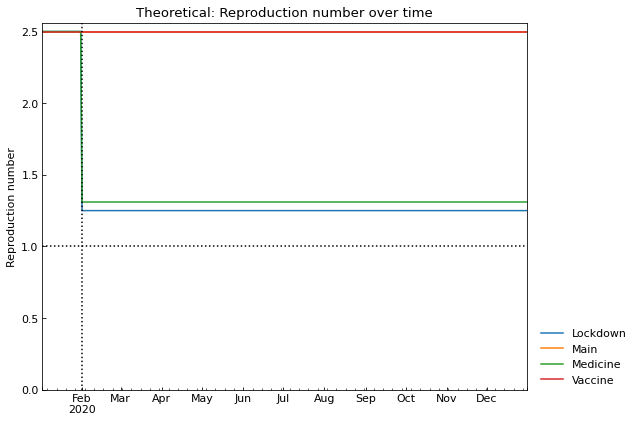 Theoretical: Reproduction number over time
Reproduction number
2.5
2.0
1.5
1.0
0.5
0.0
Feb Mar Apr May Jun Jul Aug Sep Oct Nov Dec
2020
Lockdown
Main
Medicine
Vaccine